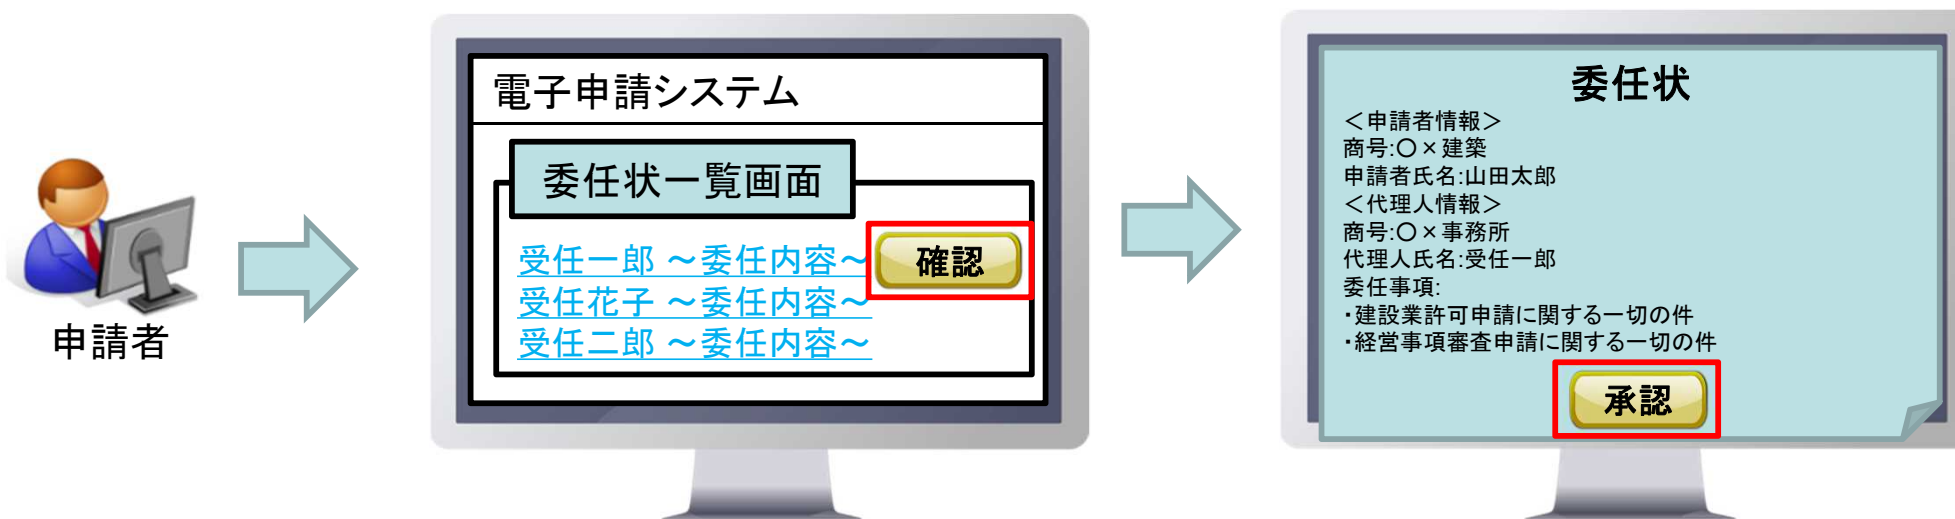 申請者
電子申請システム
委任状一覧画面
受任一郎 ～委任内容～
確認
受任花子 ～委任内容～
受任二郎 ～委任内容～
委任状
＜申請者情報＞
商号:〇×建築
申請者氏名:山田太郎
＜代理人情報＞
商号:〇×事務所
代理人氏名:受任一郎
委任事項:
・建設業許可申請に関する一切の件
・経営事項審査申請に関する一切の件
承認